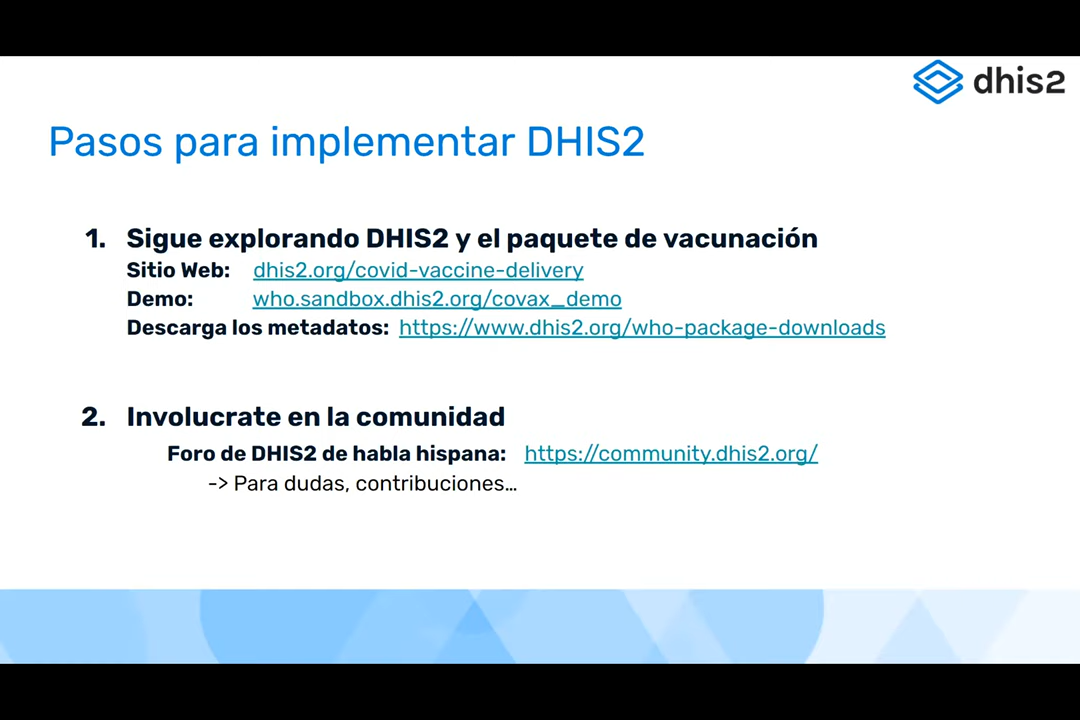 dhis2
Pasos para implementar DHIS2
1. Sigue explorando DHIS2 y el paquete de vacunación
Sitio Web: dhis2.org/covid-vaccine-delivery
Demo: who.sandbox.dhis2.org/covax_demo
Descarga los metadatos: https://www.dhis2.org/who-package-downloads
2. Involucrate en la comunidad
Foro de DHIS2 de habla hispana: https://community.dhis2.org/
-> Para dudas, contribuciones…